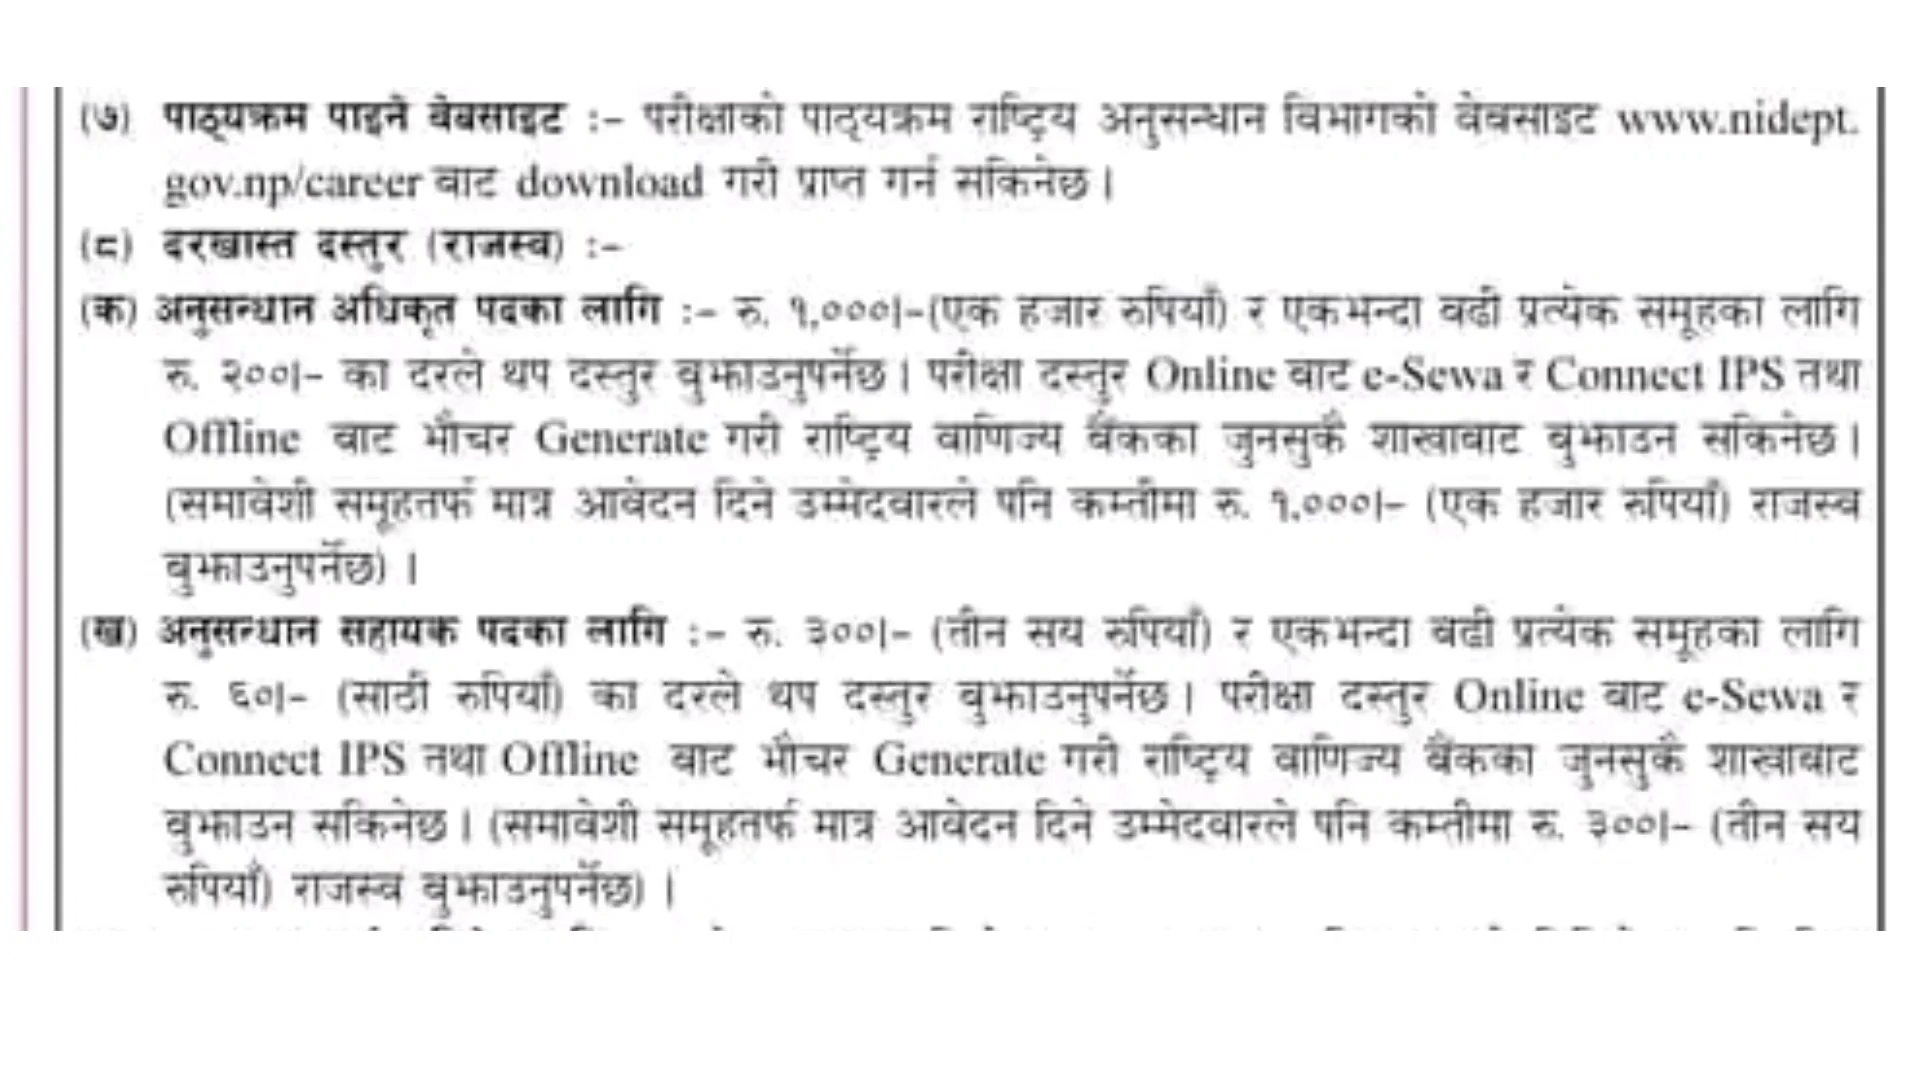 (७) पाठ्यक्रम पाइने वेबसाइट :- परीक्षाको पाठ्यक्रम राष्ट्रिय अनुसन्धान विभागको वेबसाइट www.nidept.
gov.np/career बाट download गरी प्राप्त गर्न सकिनेछ।
(८) दरखास्त दस्तुर (राजस्व) :-
(क) अनुसन्धान अधिकृत पदका लागि :- रु. १,०००।-(एक हजार रुपियाँ) र एकभन्दा बढी प्रत्येक समूहका लागि
रु. २००।- का दरले थप दस्तुर बुझाउनुपर्नेछ। परीक्षा दस्तुर Online बाट e-Sewa र Connect IPS तथा
Offline बाट भौचर Generate गरी राष्ट्रिय वाणिज्य बैंकका जुनसुकै शाखाबाट बुझाउन सकिनेछ।
(समावेशी समूहतर्फ मात्र आवेदन दिने उम्मेदवारले पनि कम्तीमा रु. १,०००।- (एक हजार रुपियाँ) राजस्व
बुझाउनुपर्नेछ) ।
(ख) अनुसन्धान सहायक पदका लागि :- रु. ३००।- (तीन सय रुपियाँ) र एकभन्दा बढी प्रत्येक समूहका लागि
रु. ६०।- (साठी रुपियाँ) का दरले थप दस्तुर बुझाउनुपर्नेछ। परीक्षा दस्तुर Online बाट e-Sewa र
Connect IPS तथा Offline बाट भौचर Generate गरी राष्ट्रिय वाणिज्य बैंकका जुनसुकै शाखाबाट
बुझाउन सकिनेछ। (समावेशी समूहतर्फ मात्र आवेदन दिने उम्मेदवारले पनि कम्तीमा रु. ३००।- (तीन सय
रुपियाँ) राजस्व बुझाउनुपर्नेछ) ।